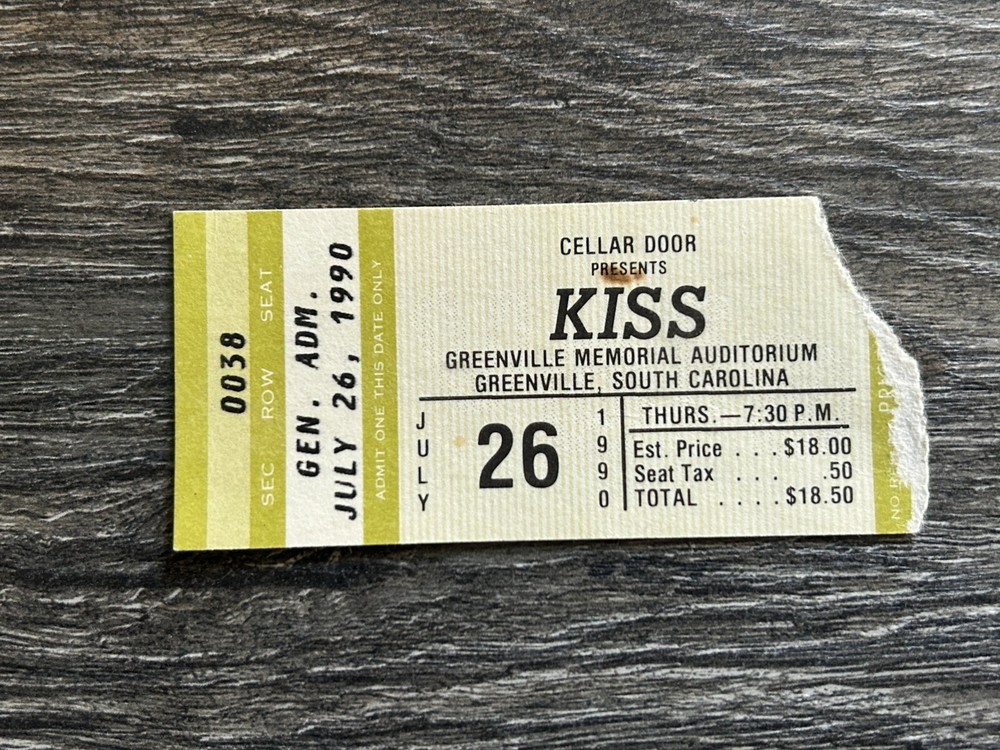 0038
SEC ROW SEAT
GEN. ADM.
JULY 26, 1990
ADMIT ONE THIS DATE ONLY
CELLAR DOOR
PRESENTS
KISS
GREENVILLE MEMORIAL AUDITORIUM
GREENVILLE, SOUTH CAROLINA
JULY
26
1990
THURS.—7:30 P.M.
Est. Price . . . $18.00
Seat Tax . . . .50
TOTAL . . . . $18.50
NO